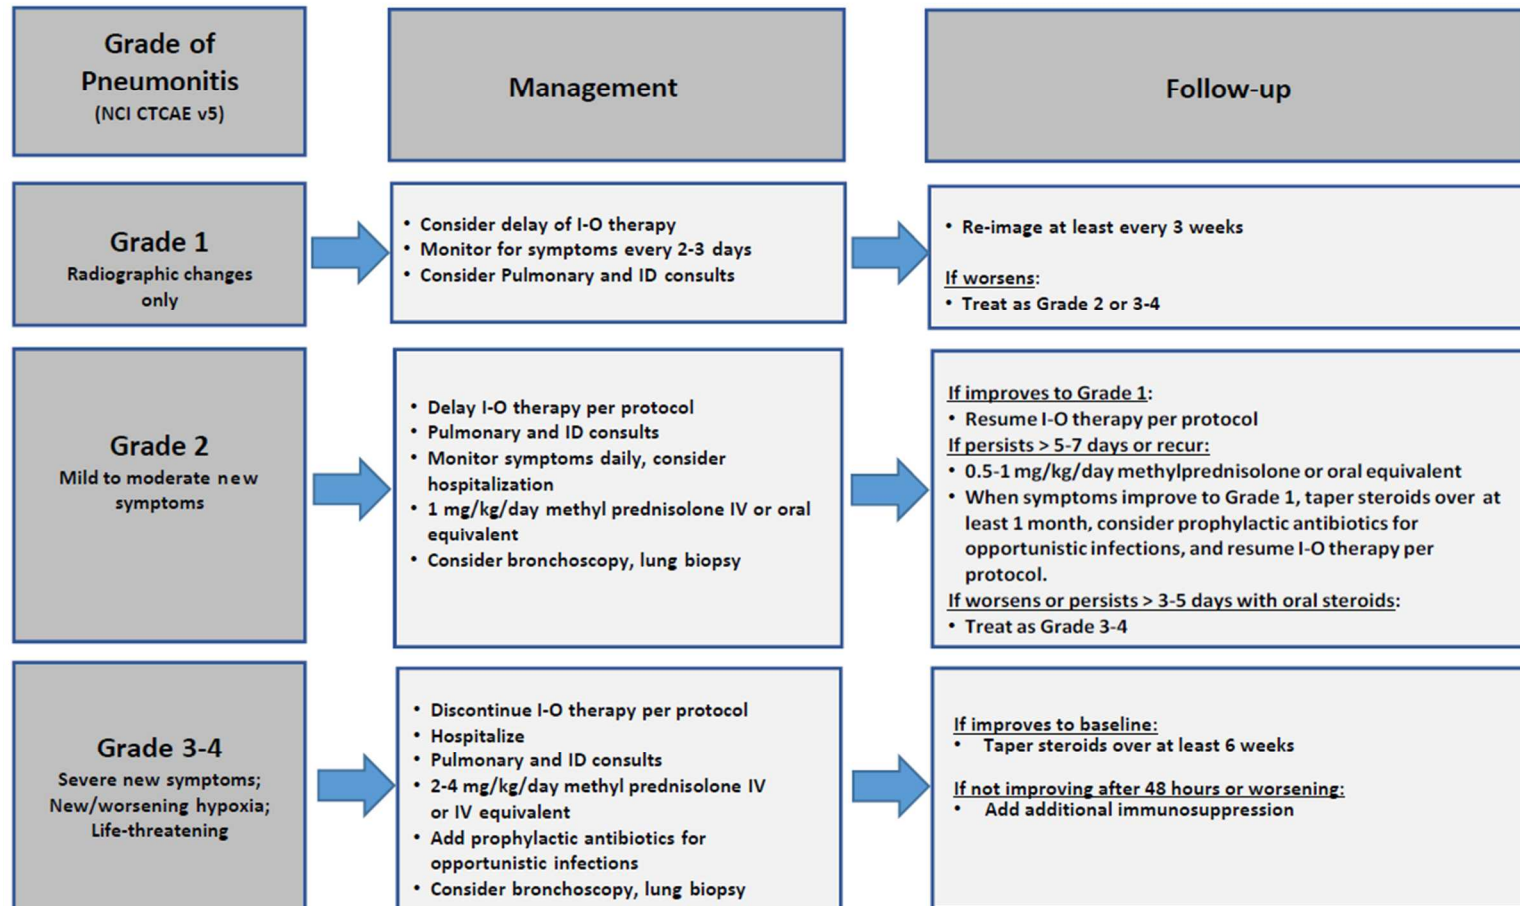 Grade of
Pneumonitis
(NCI CTCAE v5)
Management
Follow-up
Grade 1
Radiographic changes
only
• Consider delay of I-O therapy
• Monitor for symptoms every 2-3 days
• Consider Pulmonary and ID consults
• Re-image at least every 3 weeks
If worsens:
• Treat as Grade 2 or 3-4
Grade 2
Mild to moderate new
symptoms
• Delay I-O therapy per protocol
• Pulmonary and ID consults
• Monitor symptoms daily, consider
hospitalization
• 1 mg/kg/day methyl prednisolone IV or oral
equivalent
• Consider bronchoscopy, lung biopsy
If improves to Grade 1:
• Resume I-O therapy per protocol
If persists > 5-7 days or recur:
• 0.5-1 mg/kg/day methylprednisolone or oral equivalent
• When symptoms improve to Grade 1, taper steroids over at
least 1 month, consider prophylactic antibiotics for
opportunistic infections, and resume I-O therapy per
protocol.
If worsens or persists > 3-5 days with oral steroids:
• Treat as Grade 3-4
Grade 3-4
Severe new symptoms;
New/worsening hypoxia;
Life-threatening
• Discontinue I-O therapy per protocol
• Hospitalize
• Pulmonary and ID consults
• 2-4 mg/kg/day methyl prednisolone IV
or IV equivalent
• Add prophylactic antibiotics for
opportunistic infections
• Consider bronchoscopy, lung biopsy
If improves to baseline:
• Taper steroids over at least 6 weeks
If not improving after 48 hours or worsening:
• Add additional immunosuppression